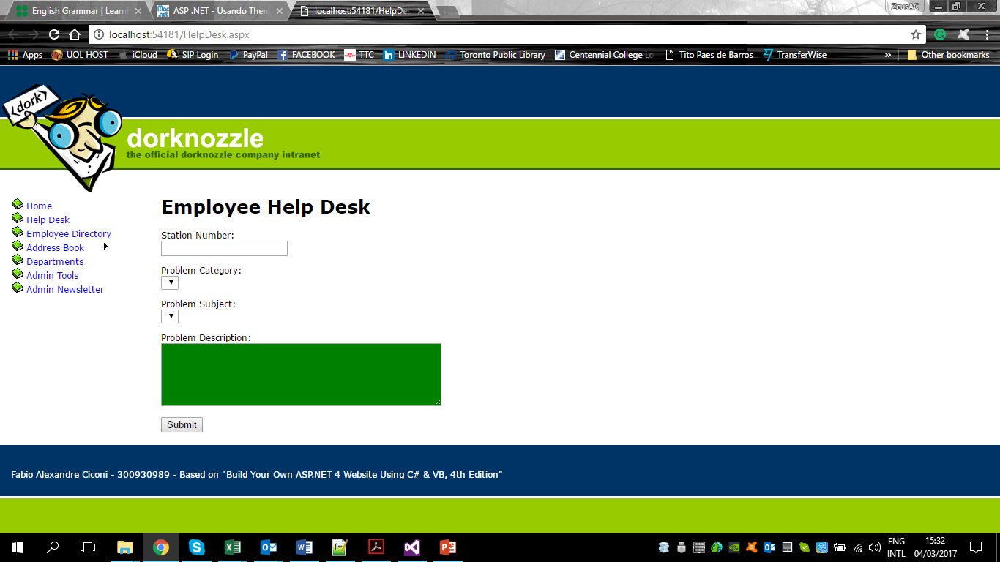 English Grammar | Learn
ASP .NET - Usando Them
localhost:54181/HelpDe
ZeusAC
localhost:54181/HelpDesk.aspx
Apps UOL HOST iCloud SIP Login PayPal FACEBOOK TTC LINKEDIN Toronto Public Library Centennial College Lo Tito Paes de Barros TransferWise » Other bookmarks
<dork>
dorknozzle
the official dorknozzle company intranet
Home
Help Desk
Employee Directory
Address Book
Departments
Admin Tools
Admin Newsletter
Employee Help Desk
Station Number:
Problem Category:
Problem Subject:
Problem Description:
Submit
Fabio Alexandre Ciconi - 300930989 - Based on "Build Your Own ASP.NET 4 Website Using C# & VB, 4th Edition"
ENG 15:32
INTL 04/03/2017